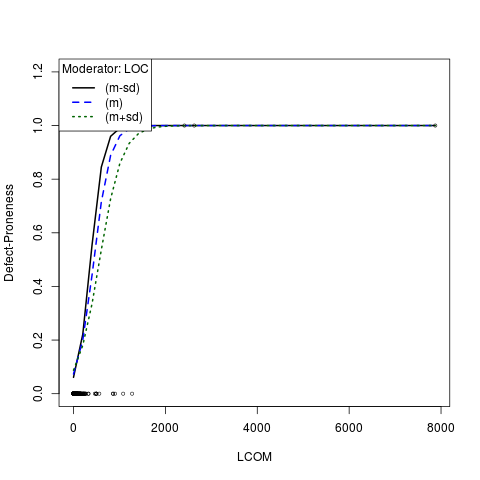 Moderator: LOC
(m-sd)
(m)
(m+sd)
1.2
1.0
0.8
0.6
0.4
0.2
0.0
Defect-Proneness
0 2000 4000 6000 8000
LCOM